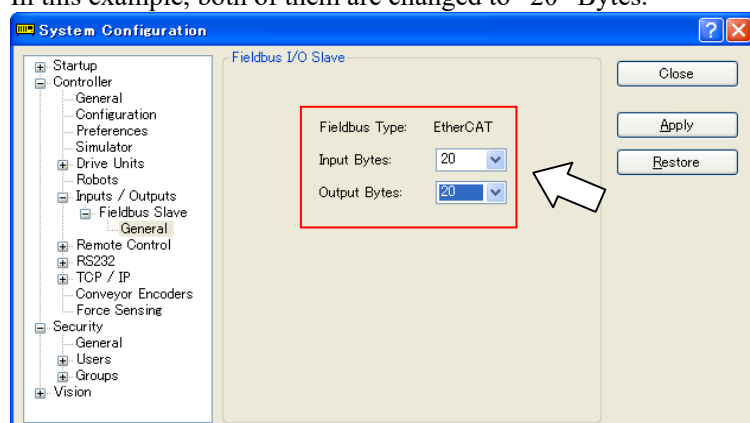 In this example, both of them are changed to "20" Bytes.
System Configuration
Startup
Controller
General
Configuration
Preferences
Simulator
Drive Units
Robots
Inputs / Outputs
Fieldbus Slave
General
Remote Control
RS232
TCP / IP
Conveyor Encoders
Force Sensing
Security
General
Users
Groups
Vision
Fieldbus I/O Slave
Fieldbus Type: EtherCAT
Input Bytes: 20
Output Bytes: 20
Close
Apply
Restore